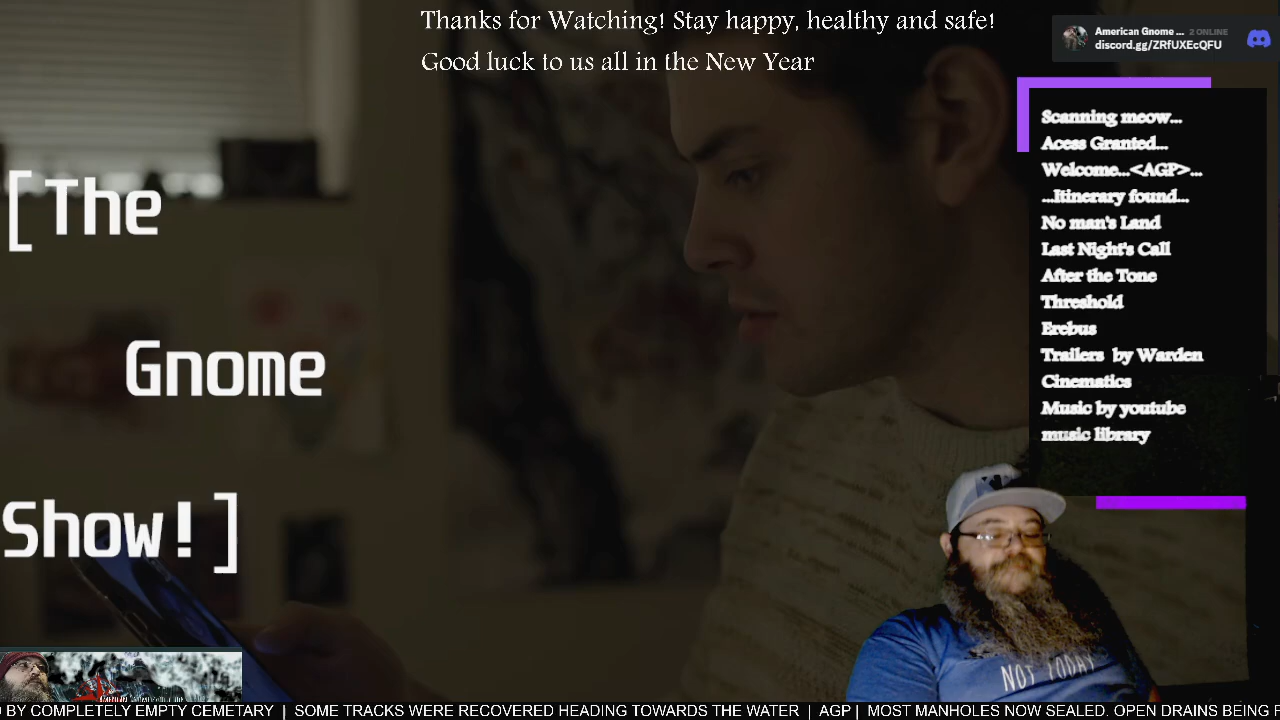 Thanks for Watching! Stay happy, healthy and safe!
Good luck to us all in the New Year
American Gnome ... 2 ONLINE
discord.gg/ZRfUXEcQFU
Scanning meow...
Acess Granted...
Welcome...<AGP>...
...Itinerary found...
No man's Land
Last Night's Call
After the Tone
Threshold
Erebus
Trailers by Warden
Cinematics
Music by youtube
music library
[The
Gnome
Show!]
NOT TODAY
BY COMPLETELY EMPTY CEMETARY | SOME TRACKS WERE RECOVERED HEADING TOWARDS THE WATER | AGP | MOST MANHOLES NOW SEALED. OPEN DRAINS BEING